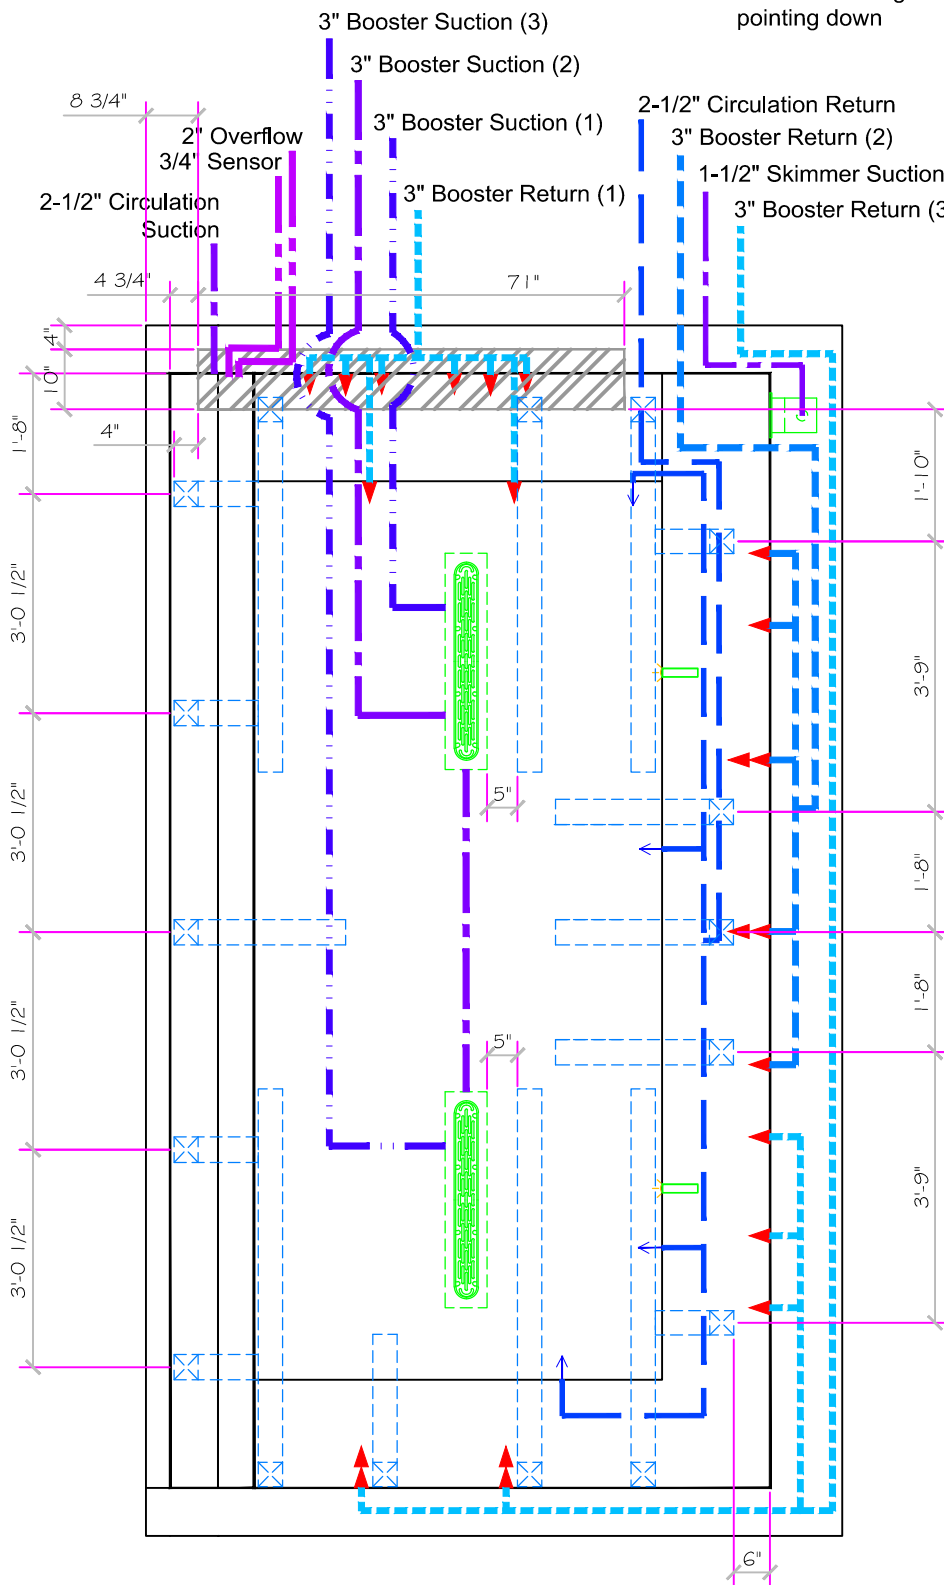 pointing down
3" Booster Suction (3)
3" Booster Suction (2)
8 3/4"
2-1/2" Circulation Return
3" Booster Suction (1)
2" Overflow
3" Booster Return (2)
3/4" Sensor
1-1/2" Skimmer Suction
3" Booster Return (1)
2-1/2" Circulation
Suction
3" Booster Return (3
4 3/4"
71"
4"
10"
1'-8"
4"
1'-10"
3'-0 1/2"
3'-9"
3'-0 1/2"
5"
1'-8"
3'-0 1/2"
1'-8"
5"
3'-9"
3'-0 1/2"
6"